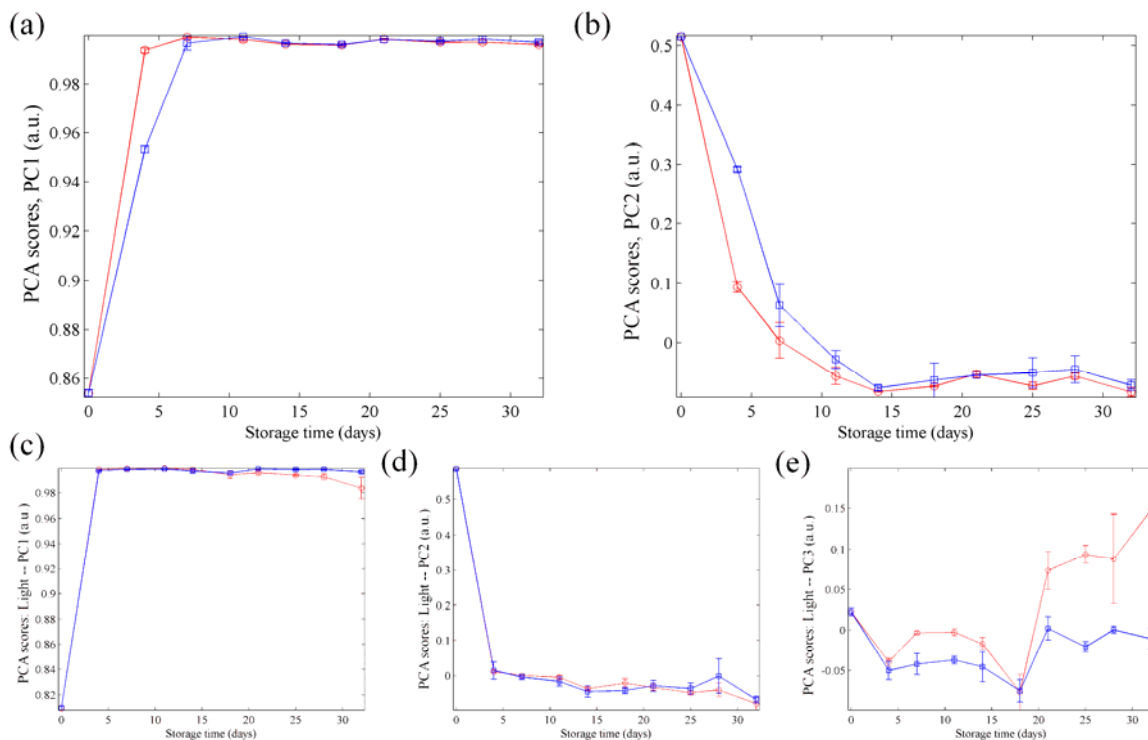 (a)
PCA scores, PC1 (a.u.)
0.98
0.96
0.94
0.92
0.9
0.88
0.86
0 5 10 15 20 25 30
Storage time (days)
(b)
PCA scores, PC2 (a.u.)
0.5
0.4
0.3
0.2
0.1
0
0 5 10 15 20 25 30
Storage time (days)
(c)
PCA scores: Light -- PC1 (a.u.)
0.98
0.96
0.94
0.92
0.9
0.88
0.86
0.84
0.82
0 5 10 15 20 25 30
Storage time (days)
(d)
PCA scores: Light -- PC2 (a.u.)
0.5
0.4
0.3
0.2
0.1
0
0 5 10 15 20 25 30
Storage time (days)
(e)
PCA scores: Light -- PC3 (a.u.)
0.15
0.1
0.05
0
-0.05
0 5 10 15 20 25 30
Storage time (days)